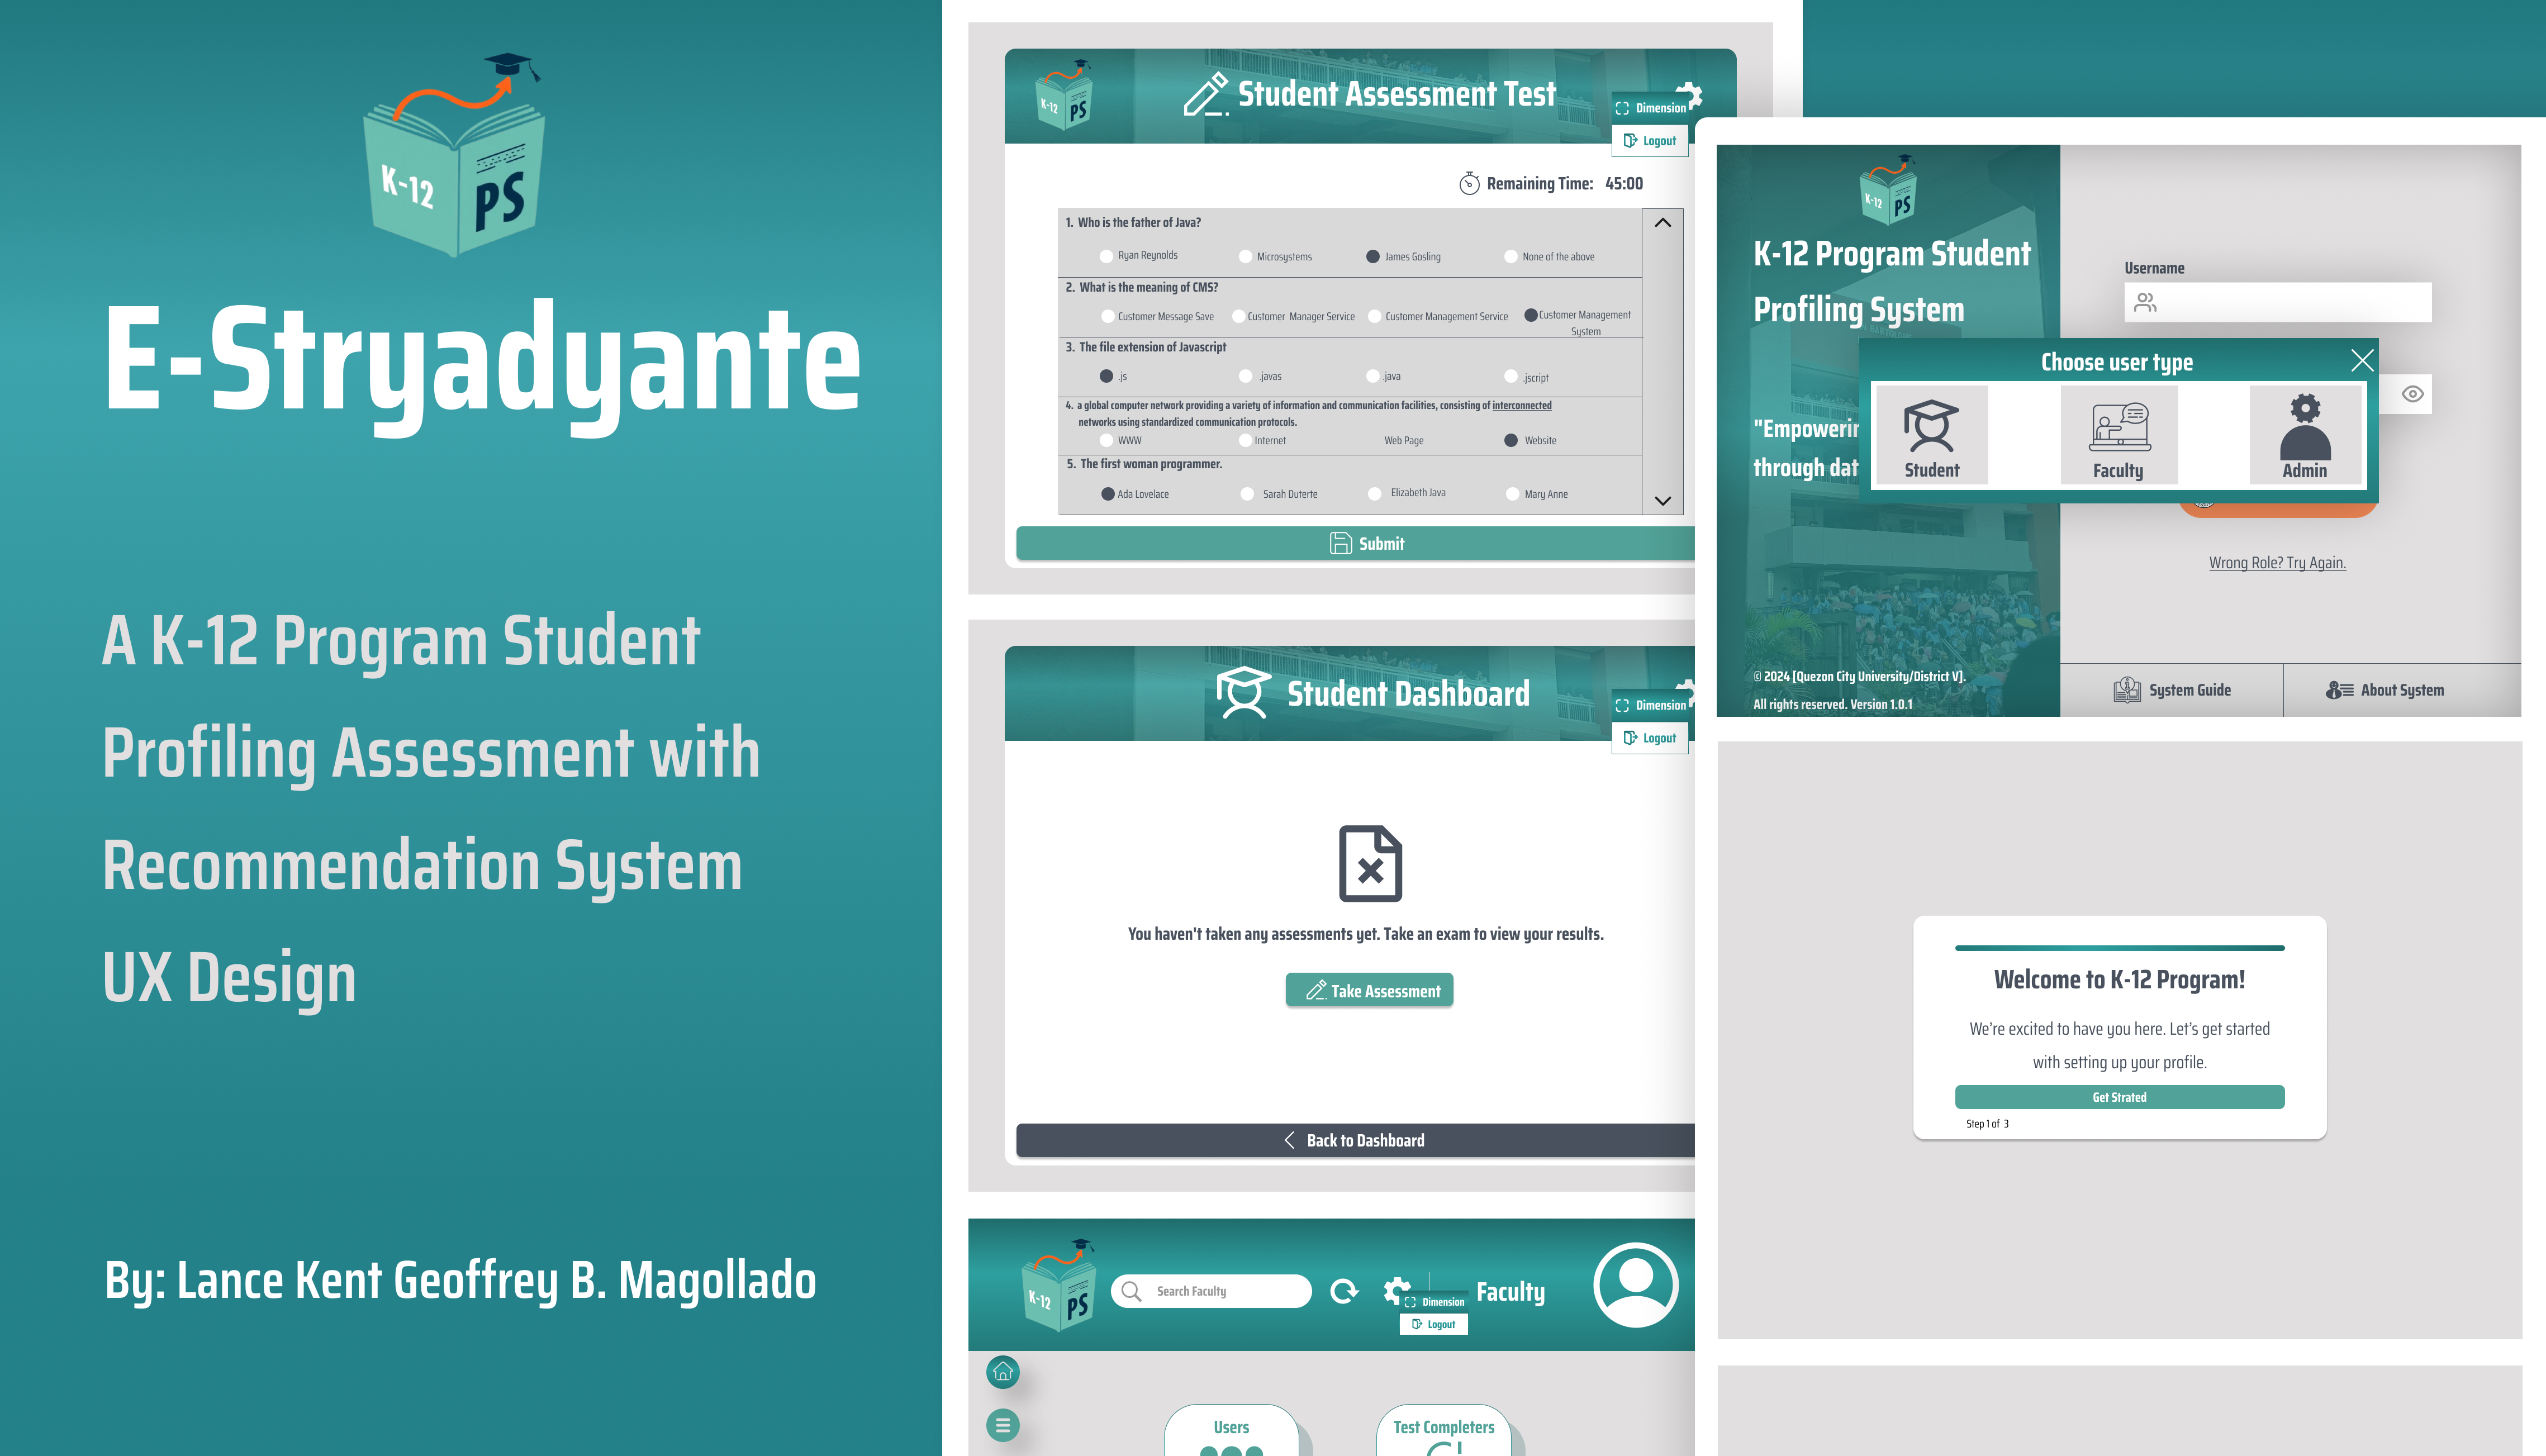 K-12
PS
E-Stryadyante
A K-12 Program Student
Profiling Assessment with
Recommendation System
UX Design
By: Lance Kent Geoffrey B. Magollado
K-12
PS
Student Assessment Test
Dimension
Logout
Remaining Time: 45:00
1. Who is the father of Java?
Ryan Reynolds
Microsystems
James Gosling
None of the above
2. What is the meaning of CMS?
Customer Message Save
Customer Manager Service
Customer Management Service
Customer Management
System
3. The file extension of Javascript
.js
.javas
.java
.jscript
4. a global computer network providing a variety of information and communication facilities, consisting of interconnected
networks using standardized communication protocols.
WWW
Internet
Web Page
Website
5. The first woman programmer.
Ada Lovelace
Sarah Duterte
Elizabeth Java
Mary Anne
Submit
Student Dashboard
Dimension
Logout
You haven't taken any assessments yet. Take an exam to view your results.
Take Assessment
Back to Dashboard
K-12
PS
Search Faculty
Dimension
Logout
Faculty
Users
Test Completers
K-12
PS
K-12 Program Student
Profiling System
"Empowerin
through dat
© 2024 [Quezon City University/District V].
All rights reserved. Version 1.0.1
Username
Choose user type
Student
Faculty
Admin
Wrong Role? Try Again.
System Guide
About System
Welcome to K-12 Program!
We're excited to have you here. Let's get started
with setting up your profile.
Get Strated
Step 1 of 3